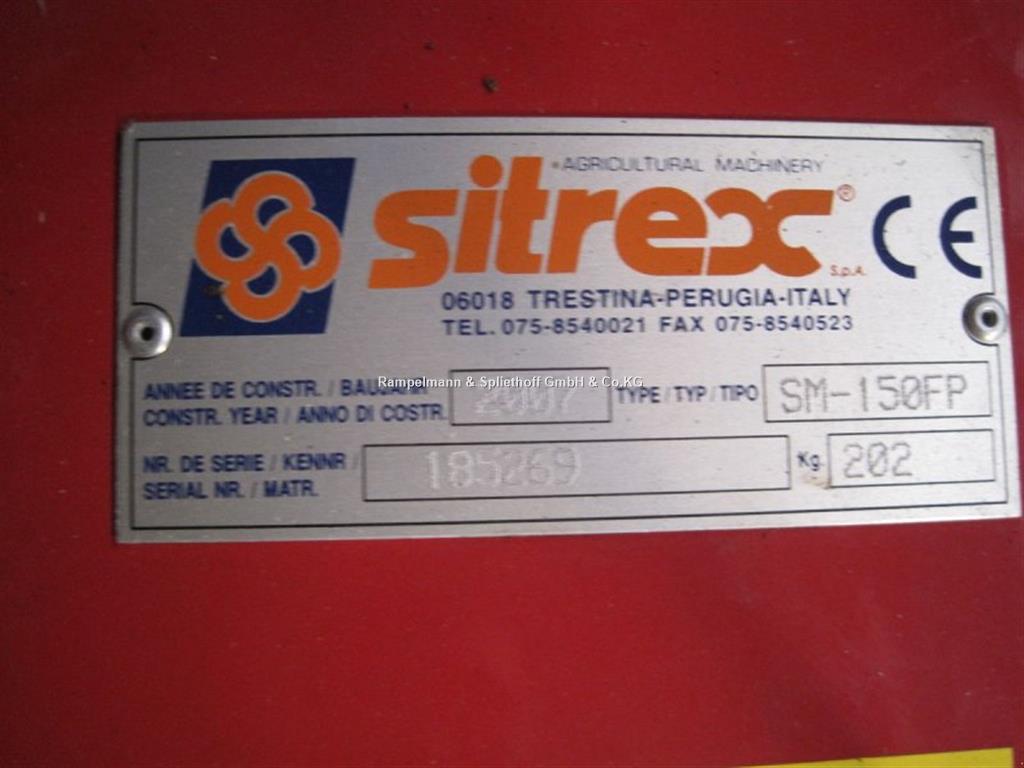 AGRICULTURAL MACHINERY
sitrex® S.p.A. CE
06018 TRESTINA-PERUGIA-ITALY
TEL. 075-8540021 FAX 075-8540523
Rampelmann & Spliethoff GmbH & Co.KG.
ANNEE DE CONSTR. / BAUJAHR 2007 TYPE / TYP / TIPO SM-150FP
CONSTR. YEAR / ANNO DI COSTR.
NR. DE SERIE / KENNR / 185269 Kg. 202
SERIAL NR. / MATR.